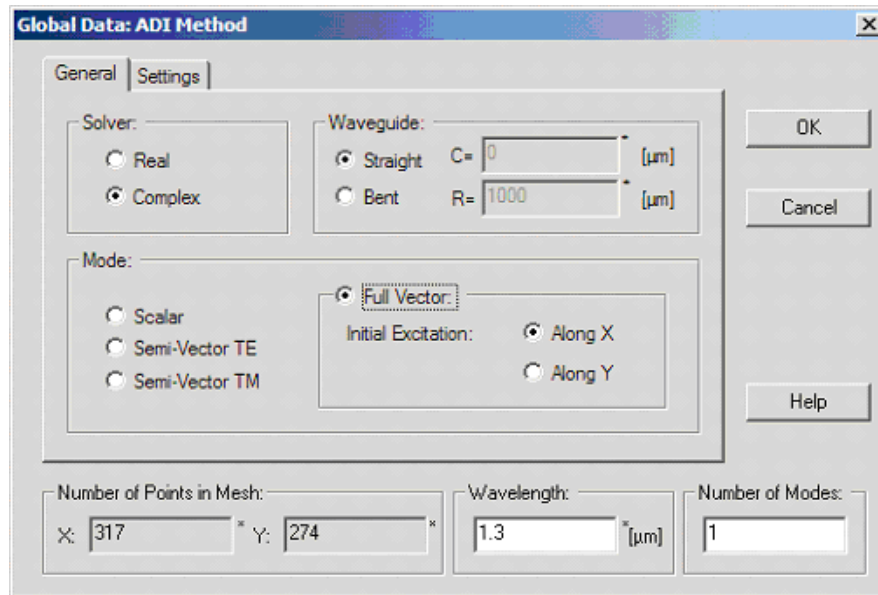 Global Data: ADI Method
General Settings
Solver:
Real
Complex
Waveguide:
Straight C= 0 * [µm]
Bent R= 1000 * [µm]
OK
Cancel
Mode:
Scalar
Semi-Vector TE
Semi-Vector TM
Full Vector:
Initial Excitation: Along X
Along Y
Help
Number of Points in Mesh:
X: 317 * Y: 274 *
Wavelength:
1.3 *[µm]
Number of Modes:
1